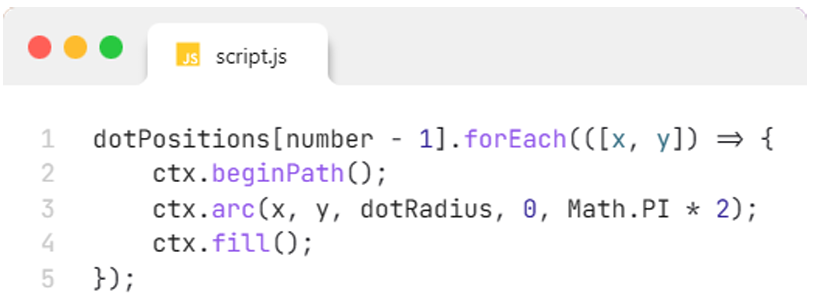 JS script.js
1 dotPositions[number - 1].forEach(([x, y]) => {
2     ctx.beginPath();
3     ctx.arc(x, y, dotRadius, 0, Math.PI * 2);
4     ctx.fill();
5 });